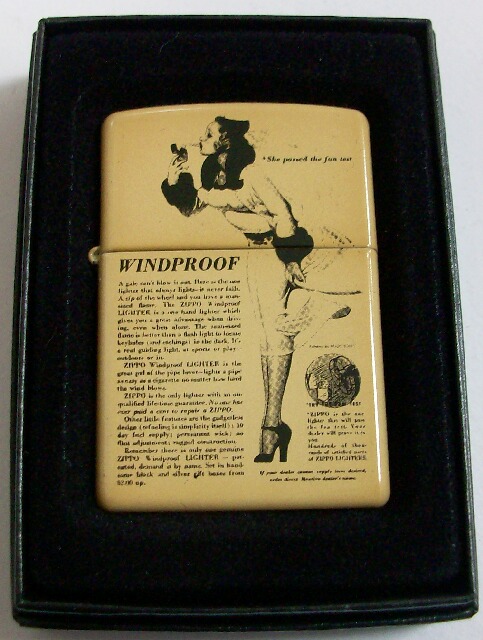 "She passed the fan test
WINDPROOF
A gale can't blow it out. Here is the one
lighter that always lights—it never fails.
A zip of the wheel and you have a man-
sized flame. The ZIPPO Windproof
LIGHTER is a one hand lighter which
gives you a great advantage when driv-
ing, even when alone. The man-sized
flame is better than a flash light to locate
keyholes (and etchings) in the dark. It's
a real guiding light, at sports or play—
outdoors or in.
ZIPPO Windproof LIGHTER is the
great pal of the pipe lover—lights a pipe
as easy as a cigarette no matter how hard
the wind blows.
ZIPPO is the only lighter with an un-
qualified lifetime guarantee. No one has
ever paid a cent to repair a ZIPPO.
Other little features are the gadgetless
design (refueling is simplicity itself); 10
day fuel supply; permanent wick; no
flint adjustments; rugged construction.
Remember there is only one genuine
ZIPPO Windproof LIGHTER — pat-
ented, demand it by name. Set in hand-
some black and silver gift boxes from
$2.00 up.
"ZIPPO is the one
lighter that will pass
the fan test. Your
dealer will prove it to
you.
Hundreds of thou-
sands of satisfied users
of ZIPPO LIGHTERS.
If your dealer cannot supply item desired,
order direct. Mention dealer's name.